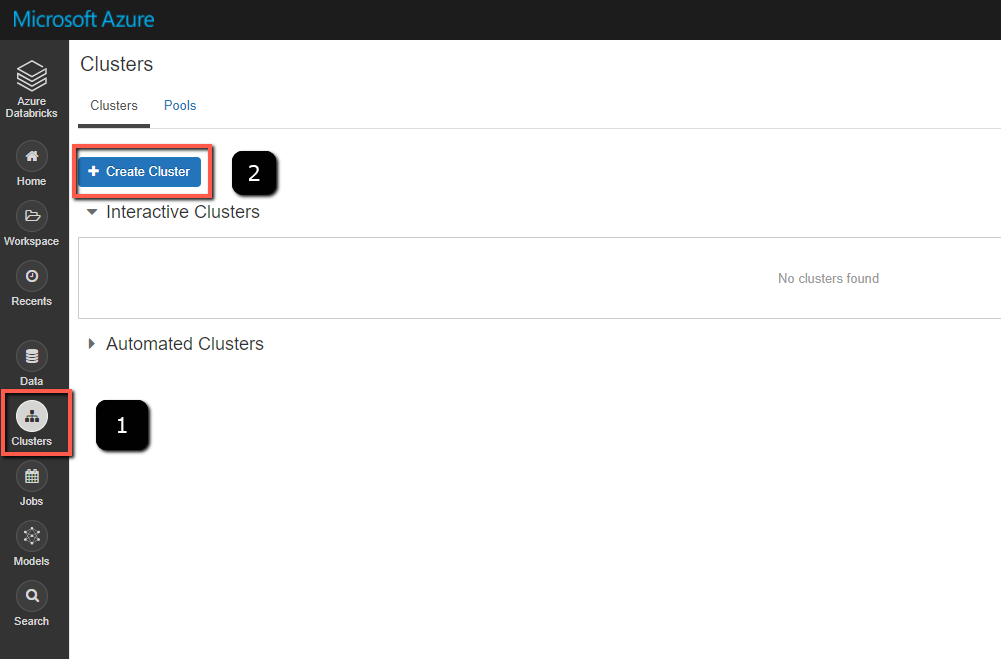 Microsoft Azure
Azure
Databricks
Home
Workspace
Recents
Data
Clusters
Jobs
Models
Search
Clusters
Clusters Pools
Create Cluster
2
Interactive Clusters
No clusters found
Automated Clusters
1